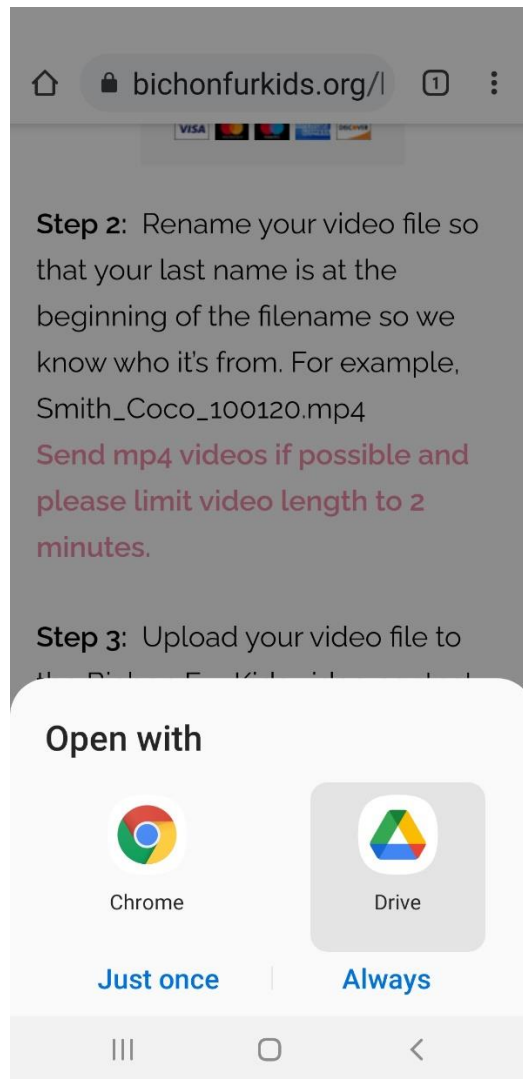 bichonfurkids.org/l
1
VISA
DISCOVER
Step 2: Rename your video file so
that your last name is at the
beginning of the filename so we
know who it's from. For example,
Smith_Coco_100120.mp4
Send mp4 videos if possible and
please limit video length to 2
minutes.
Step 3: Upload your video file to
Open with
Chrome
Drive
Just once
Always